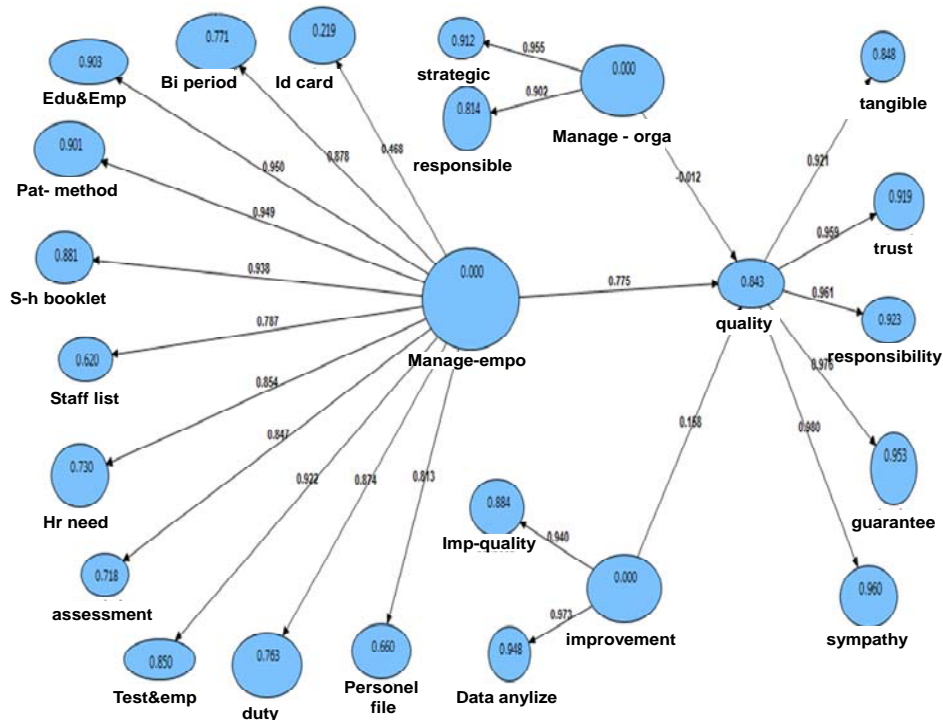 0.903
Edu&Emp
0.771
Bi period
0.219
Id card
0.912
strategic
0.814
responsible
0.955
0.902
0.000
Manage - orga
0.848
tangible
0.901
Pat- method
0.950
0.878
0.468
0.949
-0.012
0.921
0.919
trust
0.959
0.881
S-h booklet
0.938
0.000
Manage-empo
0.775
0.843
quality
0.961
0.923
responsibility
0.787
0.620
Staff list
0.854
0.847
0.922
0.874
0.813
0.976
0.980
0.158
0.730
Hr need
0.953
guarantee
0.884
Imp-quality
0.940
0.718
assessment
0.000
improvement
0.973
0.960
sympathy
0.850
Test&emp
0.763
duty
0.660
Personel
file
0.948
Data anylize